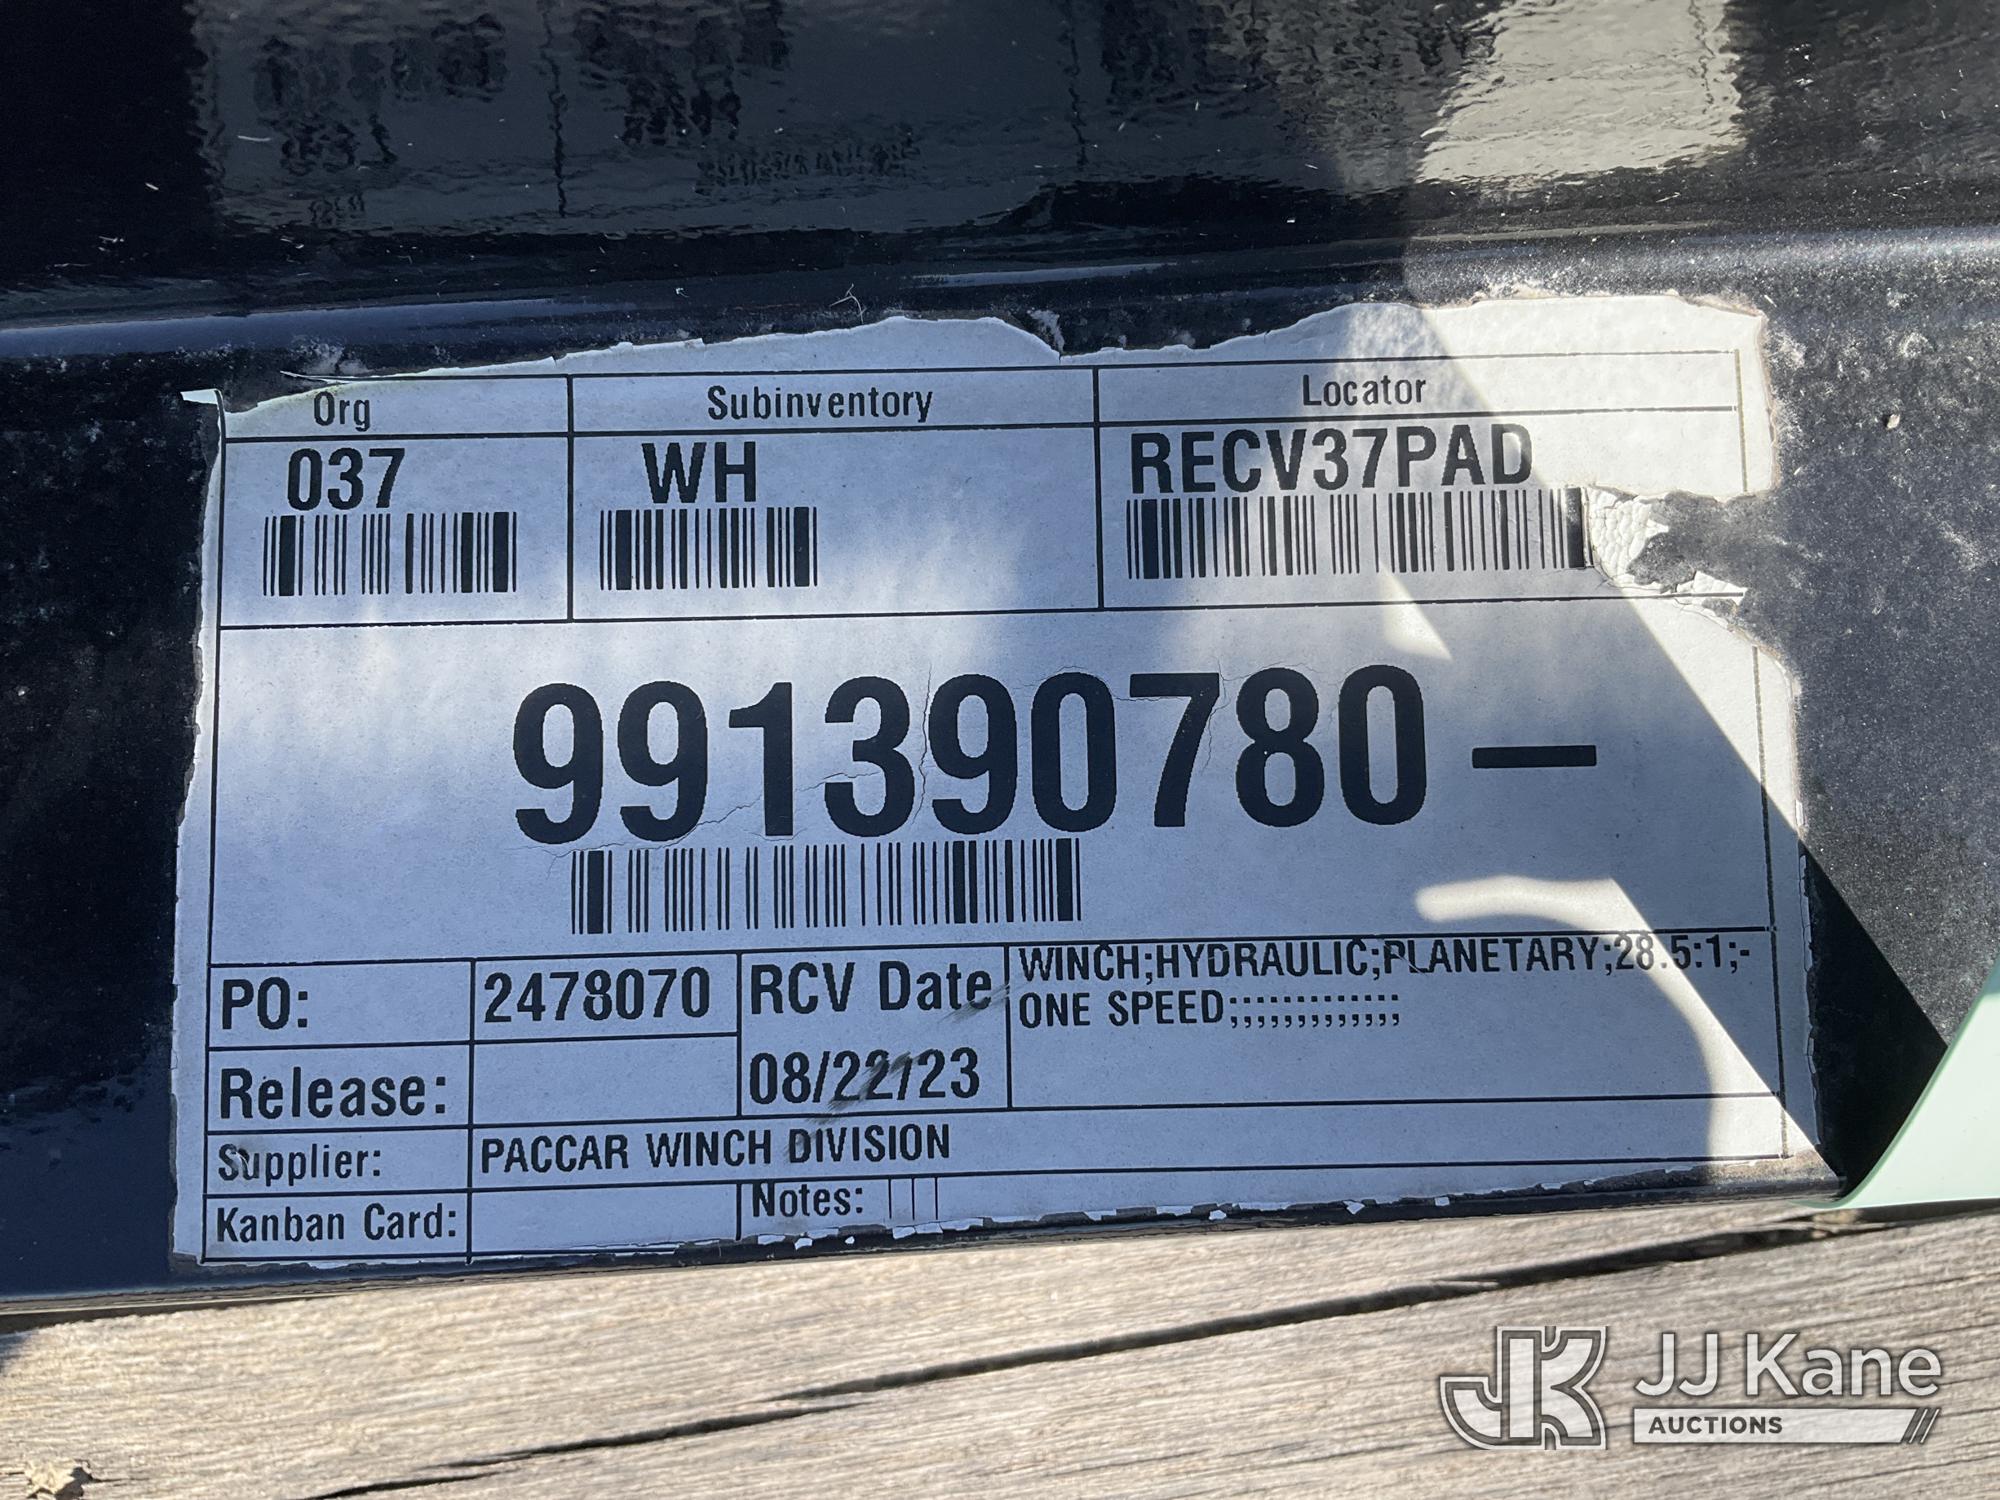 Org Subinventory Locator
037 WH RECV37PAD
991390780-
PO: 2478070 RCV Date WINCH;HYDRAULIC;PLANETARY;28.5:1;-
ONE SPEED;;;;;;;;;;;;;
Release: 08/22/23
Supplier: PACCAR WINCH DIVISION
Kanban Card: Notes:
JK JJ Kane
AUCTIONS